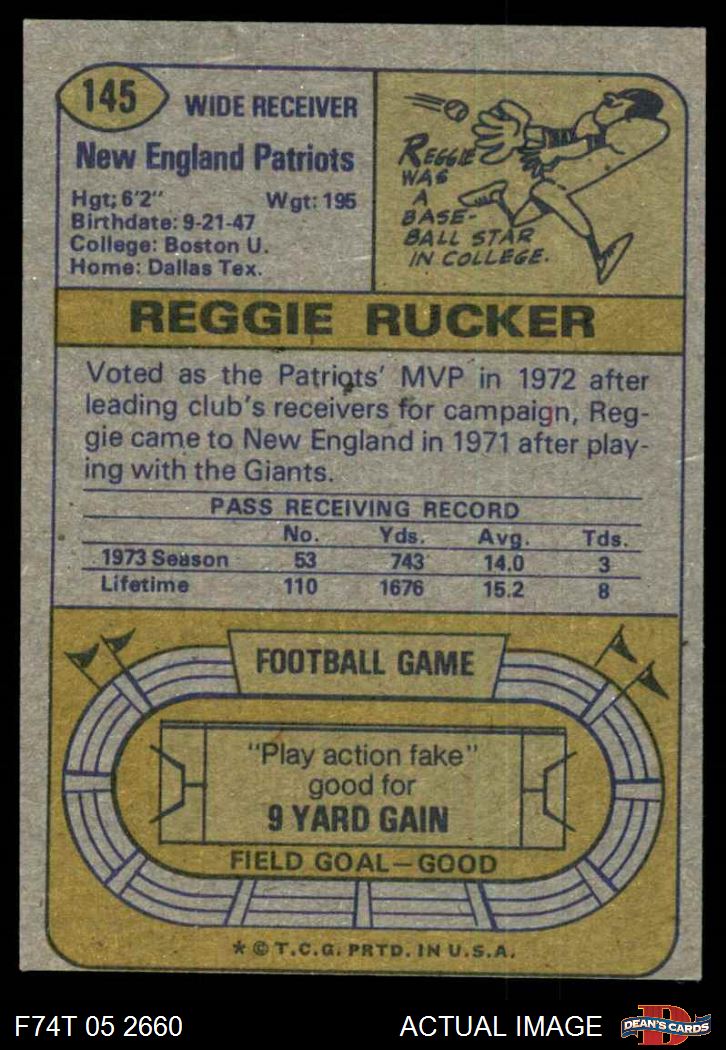 145
WIDE RECEIVER
New England Patriots
Hgt: 6'2" Wgt: 195
Birthdate: 9-21-47
College: Boston U.
Home: Dallas Tex.
REGGIE
WAS
A
BASE-
BALL STAR
IN COLLEGE.
REGGIE RUCKER
Voted as the Patriots' MVP in 1972 after
leading club's receivers for campaign, Reg-
gie came to New England in 1971 after play-
ing with the Giants.
PASS RECEIVING RECORD
No. Yds. Avg. Tds.
1973 Season 53 743 14.0 3
Lifetime 110 1676 15.2 8
FOOTBALL GAME
"Play action fake"
good for
9 YARD GAIN
FIELD GOAL—GOOD
* © T.C.G. PRTD. IN U.S.A.
F74T 05 2660 ACTUAL IMAGE
D
DEAN'S CARDS